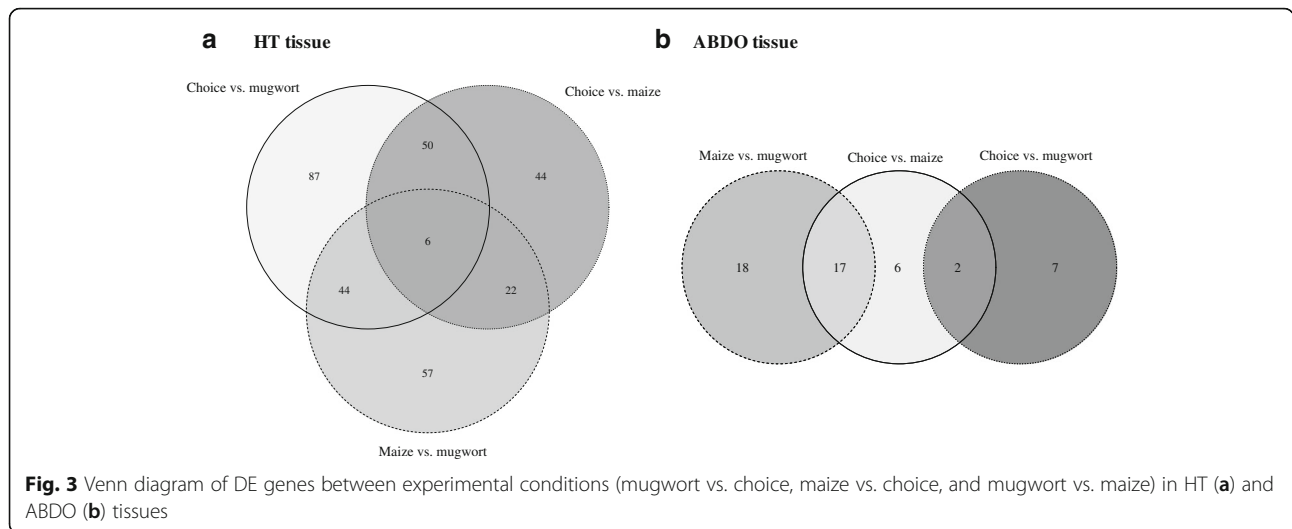 a HT tissue
b ABDO tissue
Choice vs. mugwort
Choice vs. maize
50
87
44
6
44
22
57
Maize vs. mugwort
Maize vs. mugwort
Choice vs. maize
Choice vs. mugwort
18
17
6
2
7
Fig. 3 Venn diagram of DE genes between experimental conditions (mugwort vs. choice, maize vs. choice, and mugwort vs. maize) in HT (a) and
ABDO (b) tissues